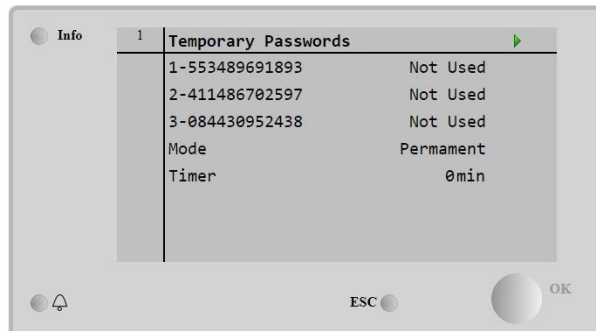 Info
1 Temporary Passwords
1-553489691893 Not Used
2-411486702597 Not Used
3-084430952438 Not Used
Mode Permament
Timer 0min
ESC
OK